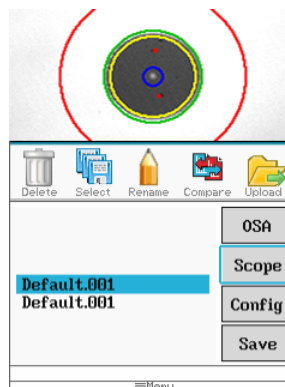 Delete Select Rename Compare Upload
OSA
Scope
Default.001
Default.001
Config
Save
Menu